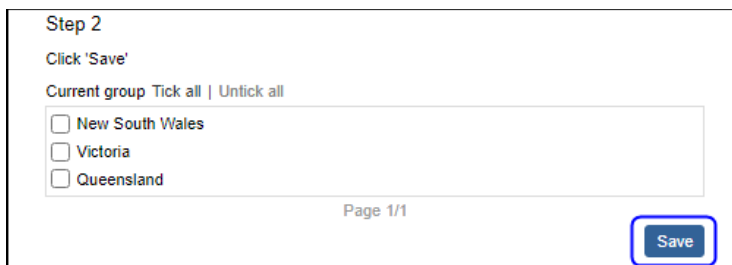 Step 2
Click 'Save'
Current group Tick all | Untick all
New South Wales
Victoria
Queensland
Page 1/1
Save